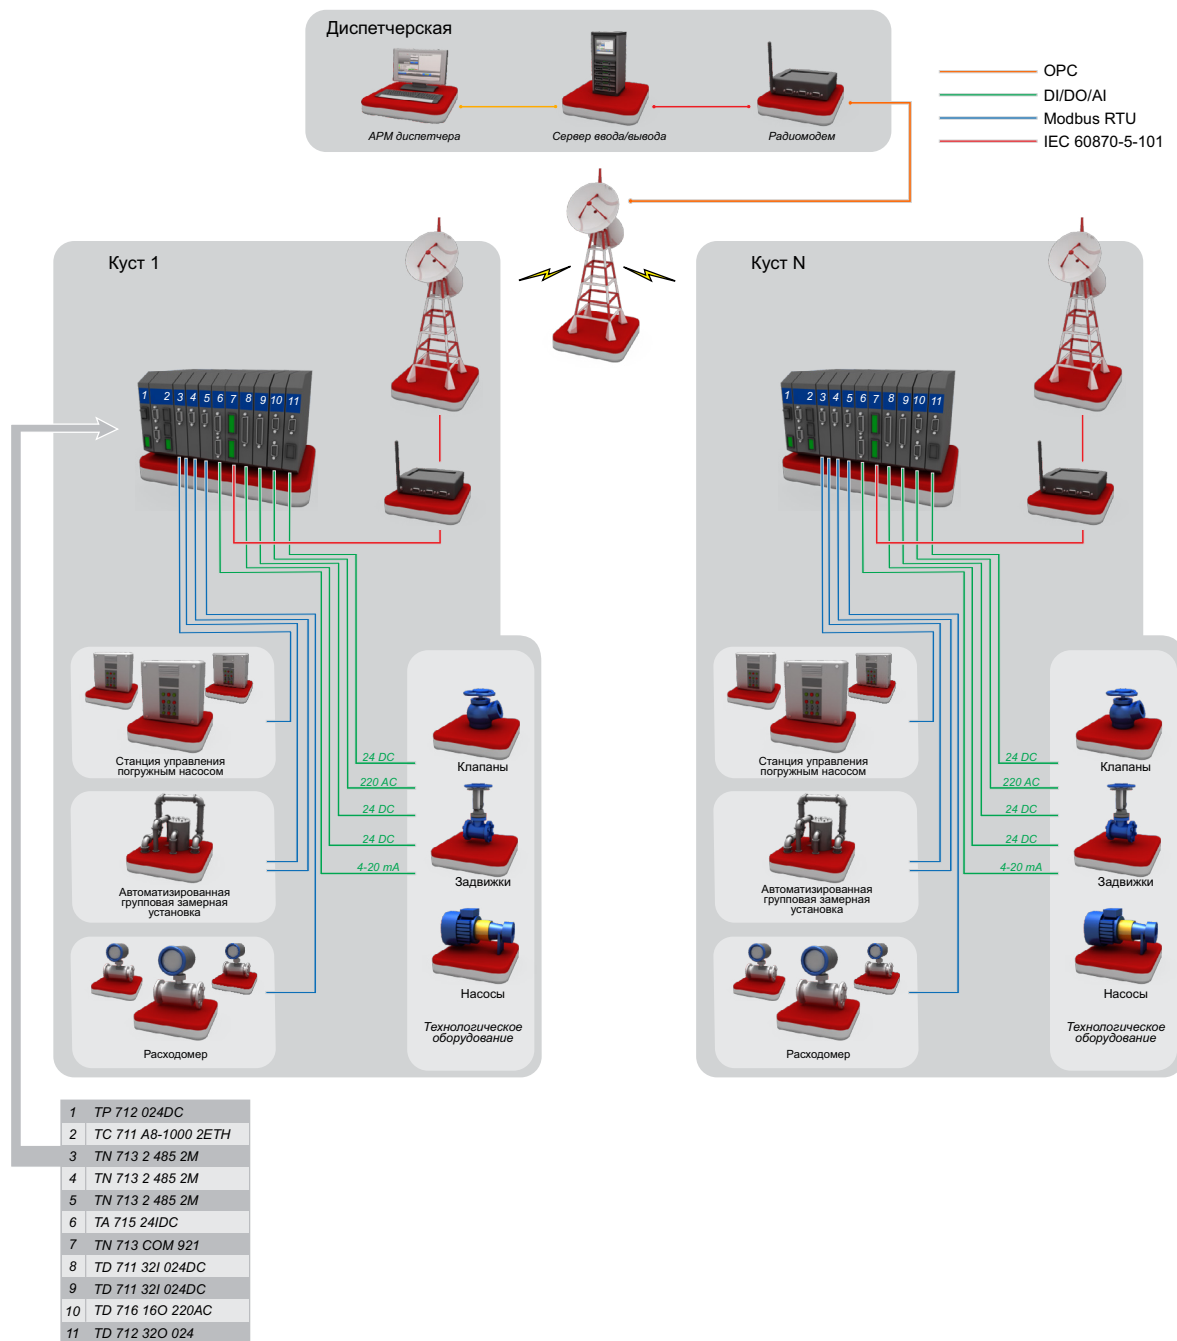 Диспетчерская
АРМ диспетчера
Сервер ввода/вывода
Радиомодем
OPC
DI/DO/AI
Modbus RTU
IEC 60870-5-101
Куст 1
1 2 3 4 5 6 7 8 9 10 11
Станция управления
погружным насосом
Автоматизированная
групповая замерная
установка
Расходомер
24 DC
220 AC
24 DC
24 DC
4-20 mA
Клапаны
Задвижки
Насосы
Технологическое
оборудование
Куст N
1 2 3 4 5 6 7 8 9 10 11
Станция управления
погружным насосом
Автоматизированная
групповая замерная
установка
Расходомер
24 DC
220 AC
24 DC
24 DC
4-20 mA
Клапаны
Задвижки
Насосы
Технологическое
оборудование
1 TP 712 024DC
2 TC 711 A8-1000 2ETH
3 TN 713 2 485 2M
4 TN 713 2 485 2M
5 TN 713 2 485 2M
6 TA 715 24IDC
7 TN 713 COM 921
8 TD 711 32I 024DC
9 TD 711 32I 024DC
10 TD 716 16O 220AC
11 TD 712 32O 024